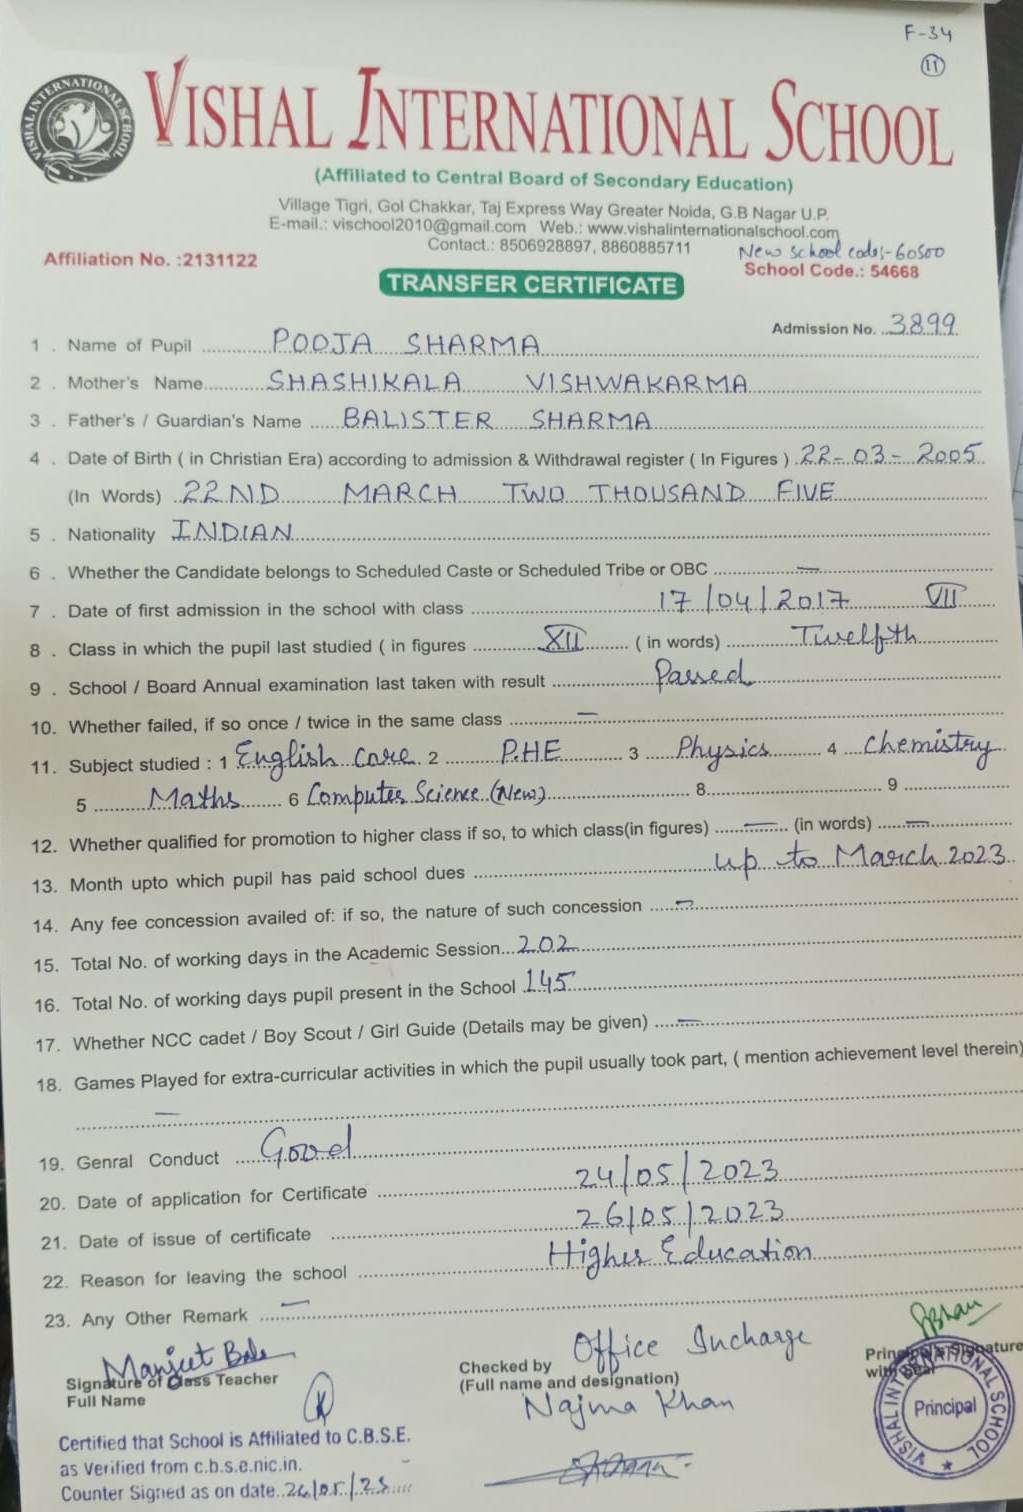 F-34
11
VISHAL INTERNATIONAL SCHOOL
VISHAL INTERNATIONAL SCHOOL
(Affiliated to Central Board of Secondary Education)
Village Tigri, Gol Chakkar, Taj Express Way Greater Noida, G.B Nagar U.P.
E-mail.: vischool2010@gmail.com Web.: www.vishalinternationalschool.com
Contact.: 8506928897, 8860885711
New school code:- 60500
Affiliation No. :2131122 School Code.: 54668
TRANSFER CERTIFICATE
Admission No. 3899
1 . Name of Pupil POOJA SHARMA
2 . Mother's Name SHASHIKALA VISHWAKARMA
3 . Father's / Guardian's Name BALISTER SHARMA
4 . Date of Birth ( in Christian Era) according to admission & Withdrawal register ( In Figures ) 22-03-2005
(In Words) 22ND MARCH TWO THOUSAND FIVE
5 . Nationality INDIAN
6 . Whether the Candidate belongs to Scheduled Caste or Scheduled Tribe or OBC —
7 . Date of first admission in the school with class 17/04/2017 VII
8 . Class in which the pupil last studied ( in figures XII ( in words) Twelfth
9 . School / Board Annual examination last taken with result Passed
10. Whether failed, if so once / twice in the same class —
11. Subject studied : 1 English Core 2 P.HE 3 Physics 4 Chemistry
5 Maths 6 Computer Science (New) 8 9
12. Whether qualified for promotion to higher class if so, to which class(in figures) — (in words) —
13. Month upto which pupil has paid school dues up to March 2023
14. Any fee concession availed of: if so, the nature of such concession —
15. Total No. of working days in the Academic Session 202
16. Total No. of working days pupil present in the School 145
17. Whether NCC cadet / Boy Scout / Girl Guide (Details may be given) —
18. Games Played for extra-curricular activities in which the pupil usually took part, ( mention achievement level therein)
—
19. Genral Conduct Good
20. Date of application for Certificate 24/05/2023
21. Date of issue of certificate 26/05/2023
22. Reason for leaving the school Higher Education
23. Any Other Remark —
Manjeet
Signature of Class Teacher
Full Name
Checked by Office Incharge
(Full name and designation)
Najma Khan
Principal's Signature
with Seal
VISHAL INTERNATIONAL SCHOOL
Principal
Certified that School is Affiliated to C.B.S.E.
as Verified from c.b.s.e.nic.in.
Counter Signed as on date 26/05/23